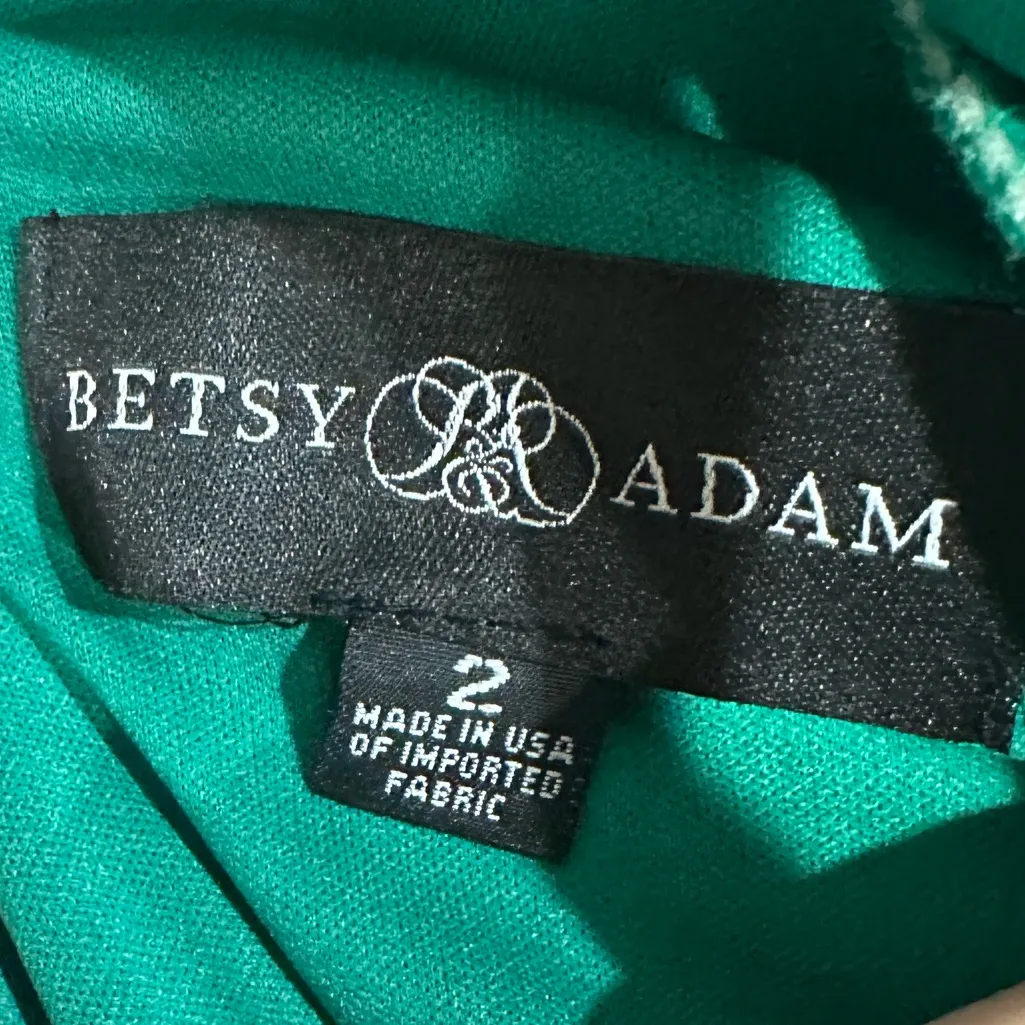 BETSY ADAM
2
MADE IN USA
OF IMPORTED
FABRIC